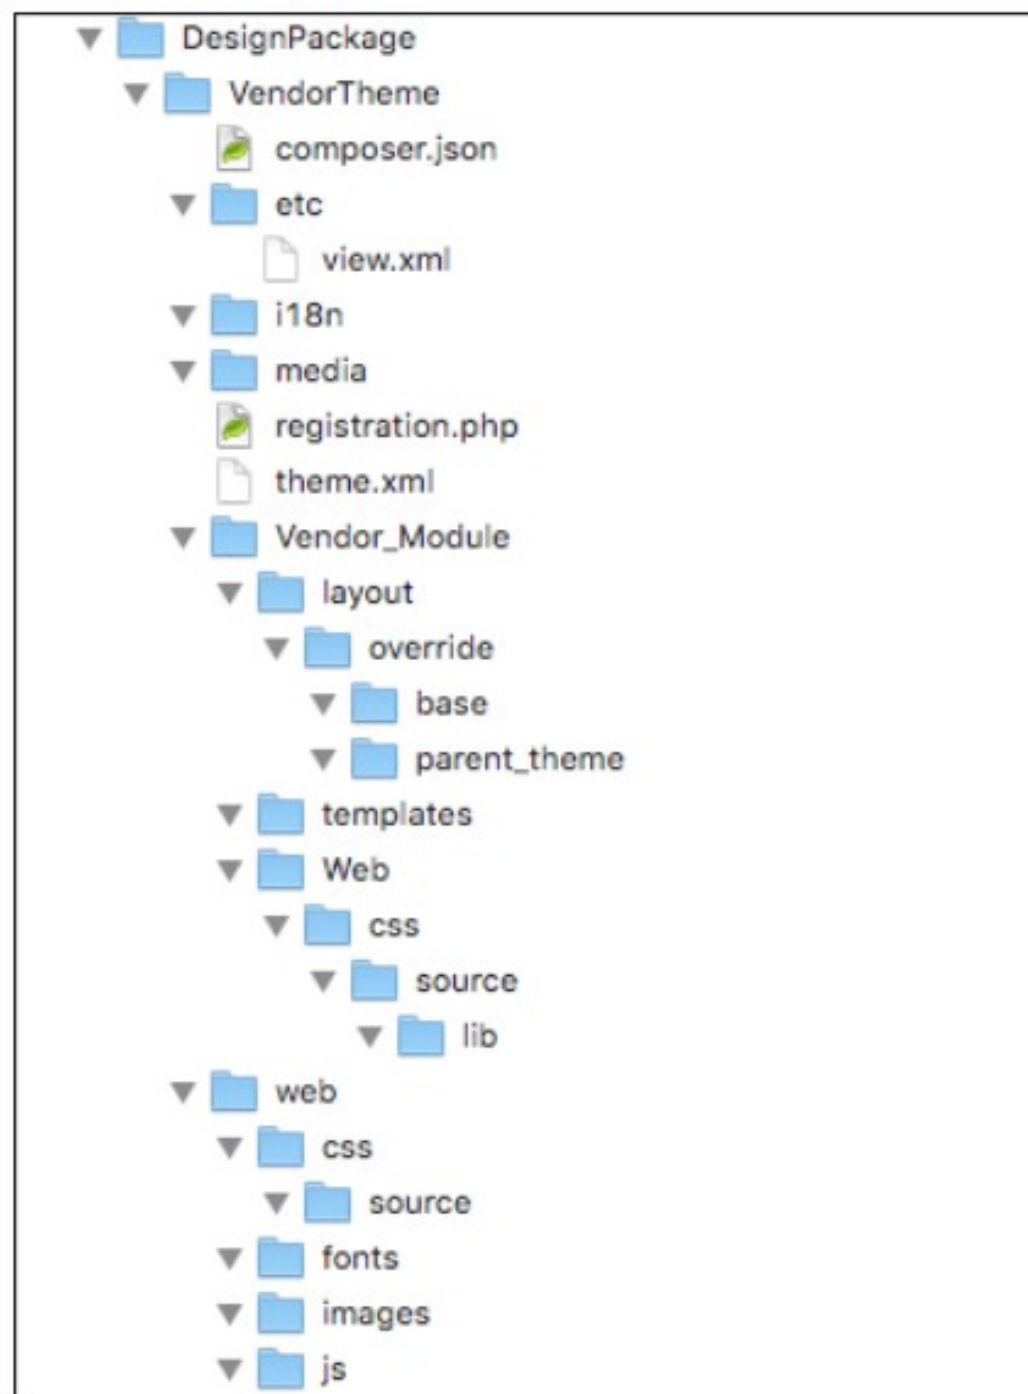 DesignPackage
VendorTheme
composer.json
etc
view.xml
i18n
media
registration.php
theme.xml
Vendor_Module
layout
override
base
parent_theme
templates
Web
css
source
lib
web
css
source
fonts
images
js